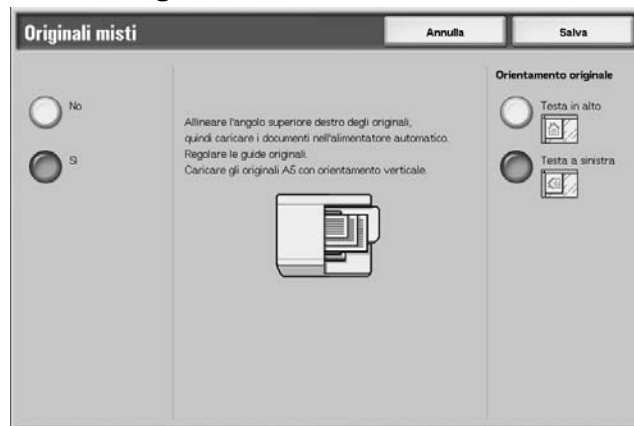 Originali misti
Annulla
Salva
No
Sì
Allineare l'angolo superiore destro degli originali,
quindi caricare i documenti nell'alimentatore automatico.
Regolare le guide originali.
Caricare gli originali A5 con orientamento verticale.
Orientamento originale
Testa in alto
Testa a sinistra